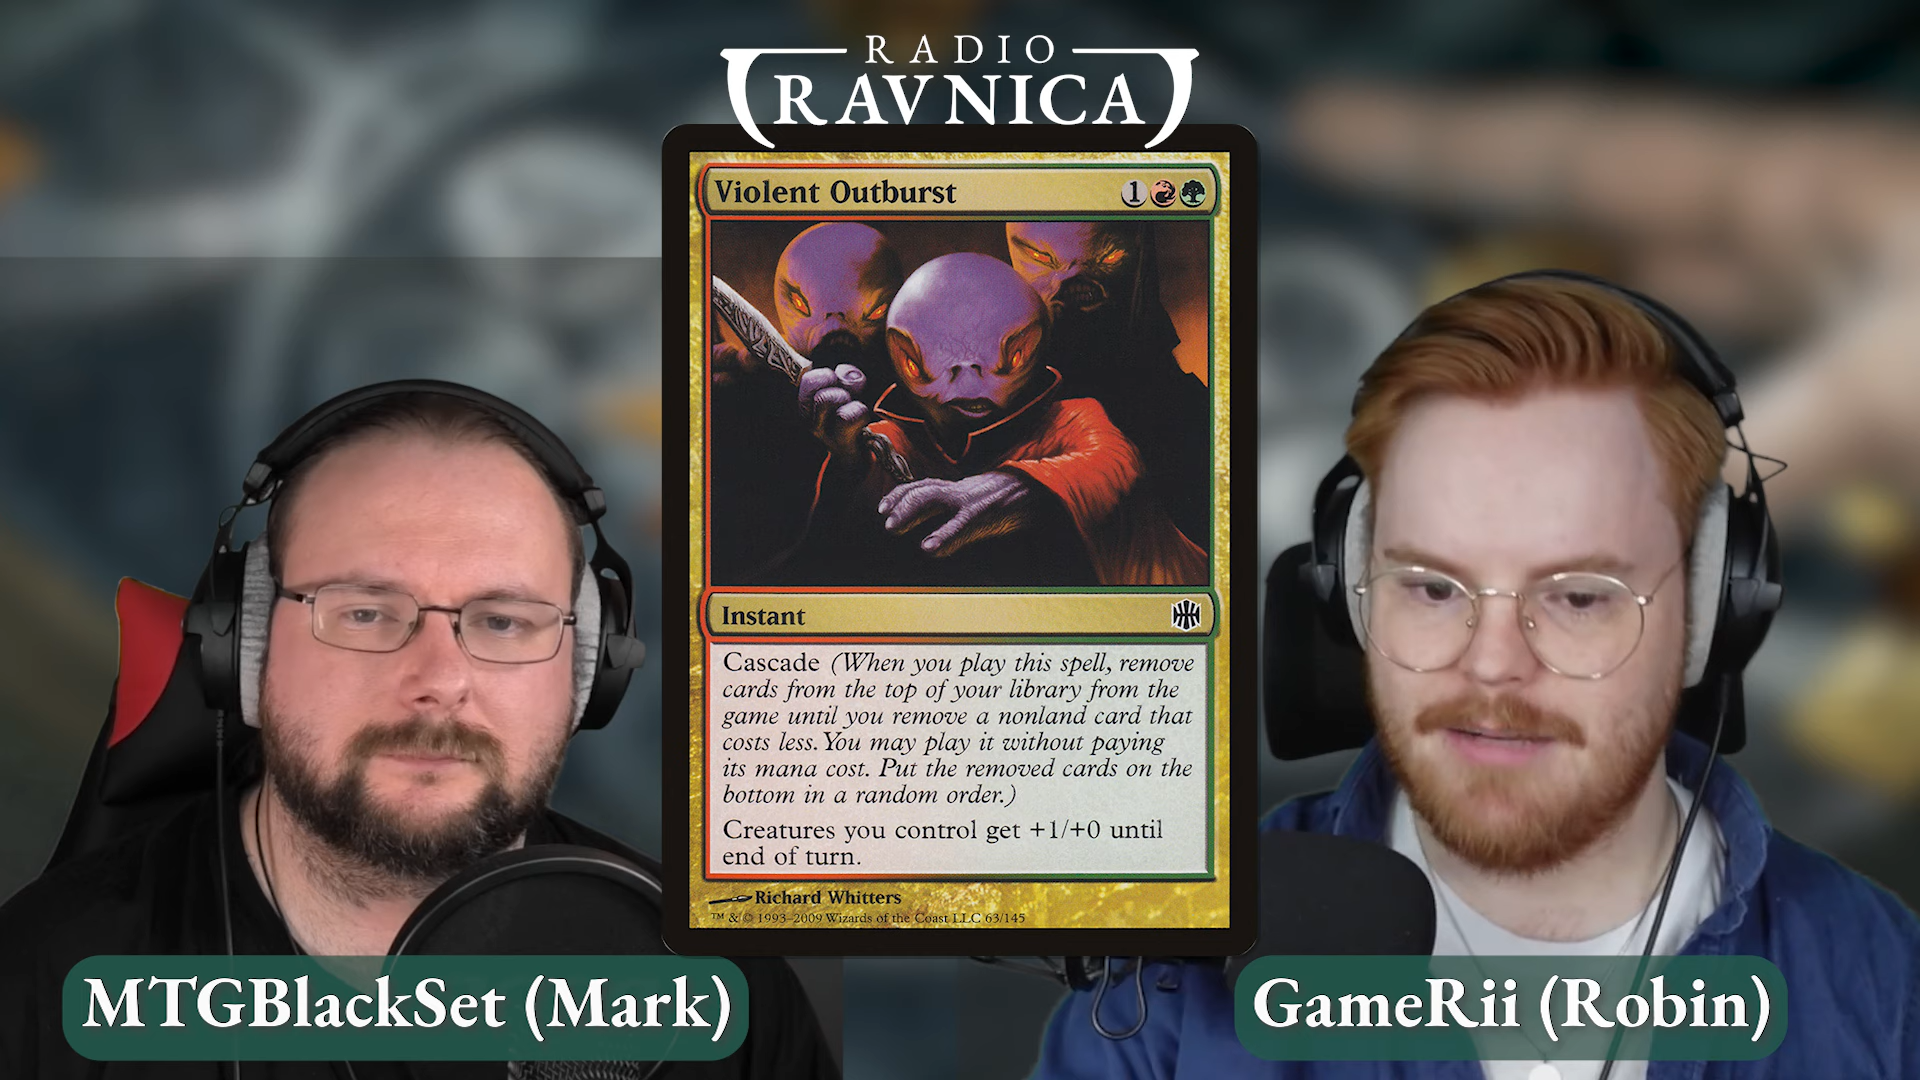 RADIO
RAVNICA
Violent Outburst 1
Instant
Cascade (When you play this spell, remove
cards from the top of your library from the
game until you remove a nonland card that
costs less. You may play it without paying
its mana cost. Put the removed cards on the
bottom in a random order.)
Creatures you control get +1/+0 until
end of turn.
Richard Whitters
™ & © 1993–2009 Wizards of the Coast LLC 63/145
MTGBlackSet (Mark)
GameRii (Robin)